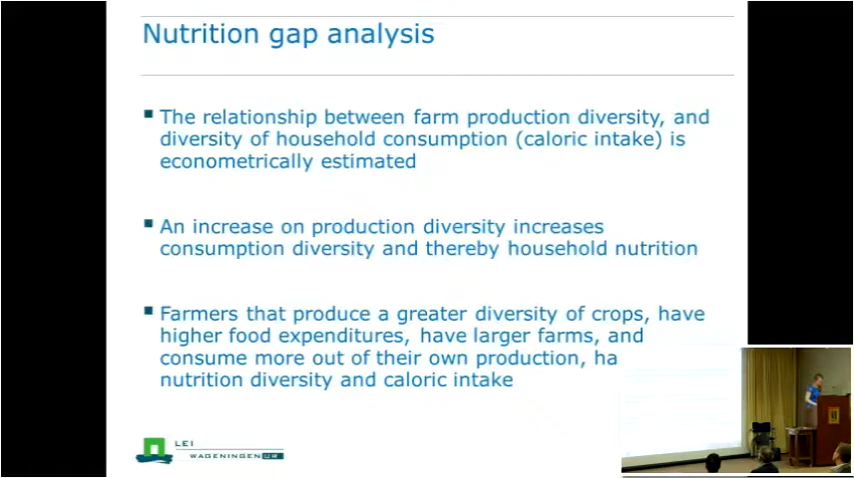 Nutrition gap analysis
The relationship between farm production diversity, and
diversity of household consumption (caloric intake) is
econometrically estimated
An increase on production diversity increases
consumption diversity and thereby household nutrition
Farmers that produce a greater diversity of crops, have
higher food expenditures, have larger farms, and
consume more out of their own production, ha
nutrition diversity and caloric intake
LEI
WAGENINGEN UR